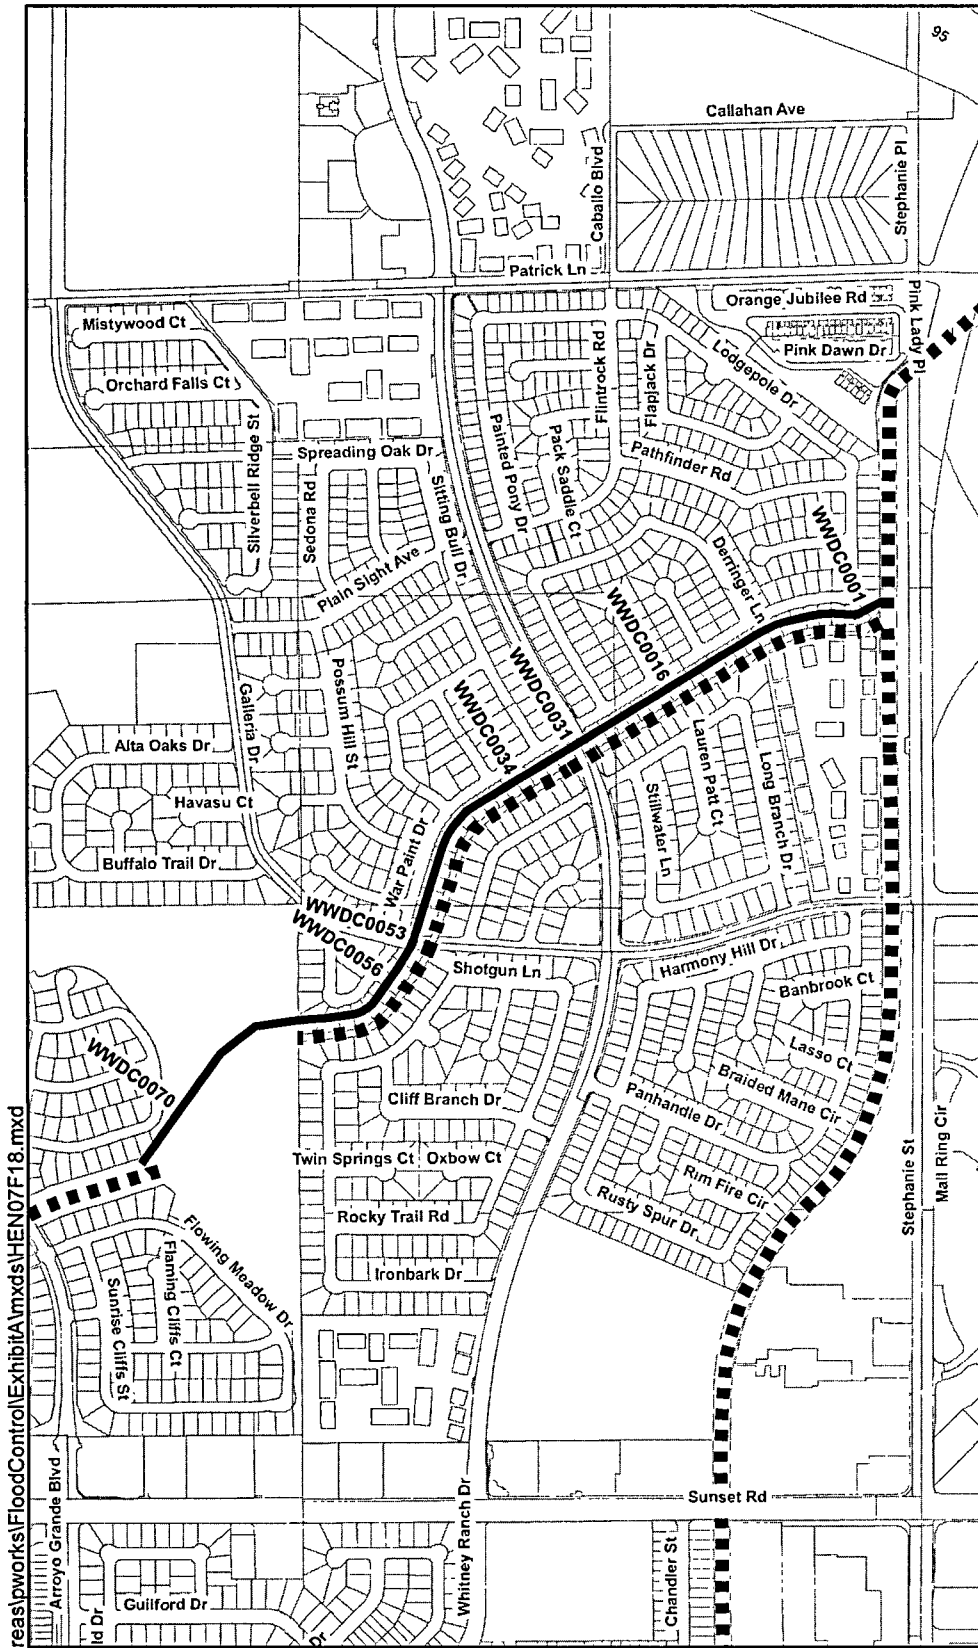 reas\pworks\FloodControl\ExhibitA\mxds\HEN07F18.mxd
95
Callahan Ave
Caballo Blvd
Stephanie Pl
Patrick Ln
Orange Jubilee Rd
Pink Lady Pl
Mistywood Ct
Pink Dawn Dr
Orchard Falls Ct
Flintrock Rd
Flapjack Dr
Lodgepole Dr
Silverbell Ridge St
Spreading Oak Dr
Painted Pony Dr
Pack Saddle Ct
Pathfinder Rd
Sedona Rd
Sitting Bull Dr
Plain Sight Ave
Derringer Ln
WWDC0001
WWDC0016
WWDC0031
WWDC0034
Possum Hill St
Galleria Dr
Alta Oaks Dr
Havasu Ct
Buffalo Trail Dr
Lauren Patt Ct
Long Branch Dr
Stillwater Ln
War Paint Dr
WWDC0053
WWDC0056
Shotgun Ln
Harmony Hill Dr
Banbrook Ct
WWDC0070
Lasso Ct
Braided Mane Cir
Cliff Branch Dr
Panhandle Dr
Twin Springs Ct
Oxbow Ct
Rim Fire Cir
Stephanie St
Mall Ring Cir
Rocky Trail Rd
Rusty Spur Dr
Flowing Meadow Dr
Flaming Cliffs Ct
Sunrise Cliffs St
Ironbark Dr
Arroyo Grande Blvd
Whitney Ranch Dr
Sunset Rd
Chandler St
Guilford Dr
ld Dr
Dr